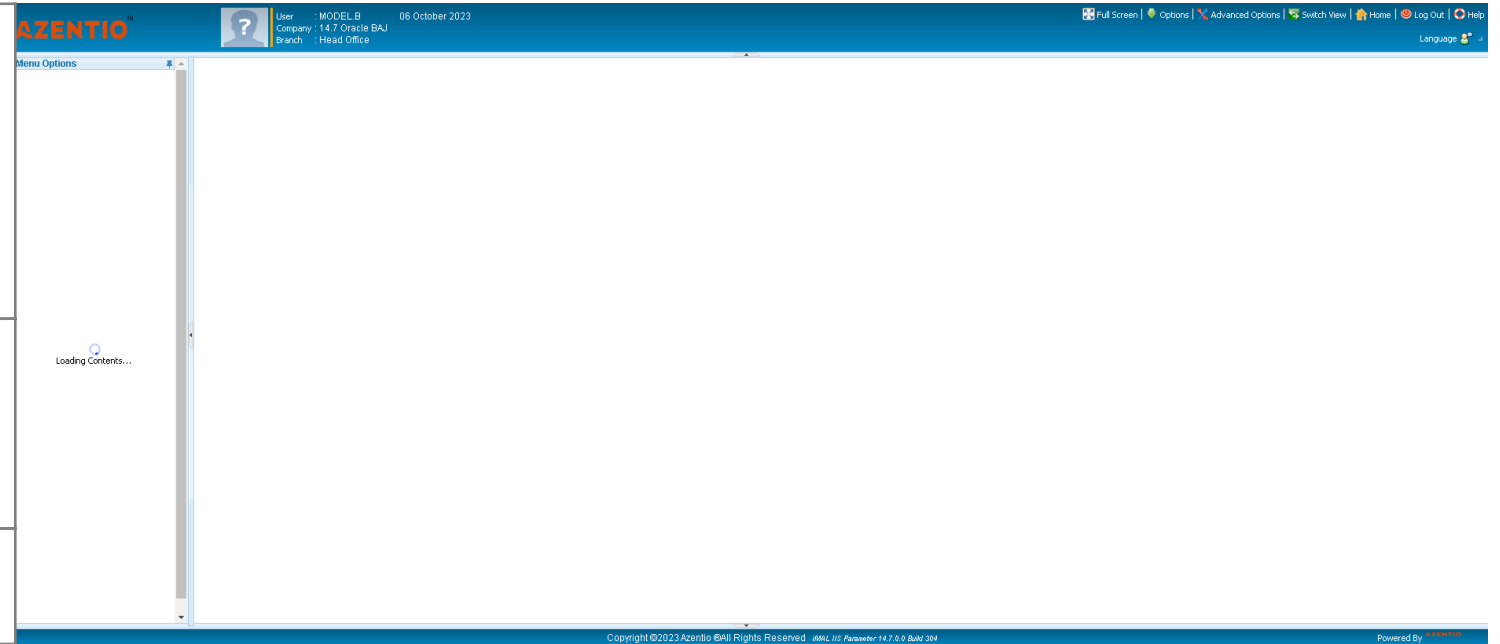 AZENTIO
User : MODEL.B 06 October 2023
Company : 14.7 Oracle BAJ
Branch : Head Office
Full Screen | Options | Advanced Options | Switch View | Home | Log Out | Help
Language
Menu Options
Loading Contents...
Copyright ©2023 Azentio ®All Rights Reserved iMAL IIS Parameter 14.7.0.0 Build 304
Powered By AZENTIO